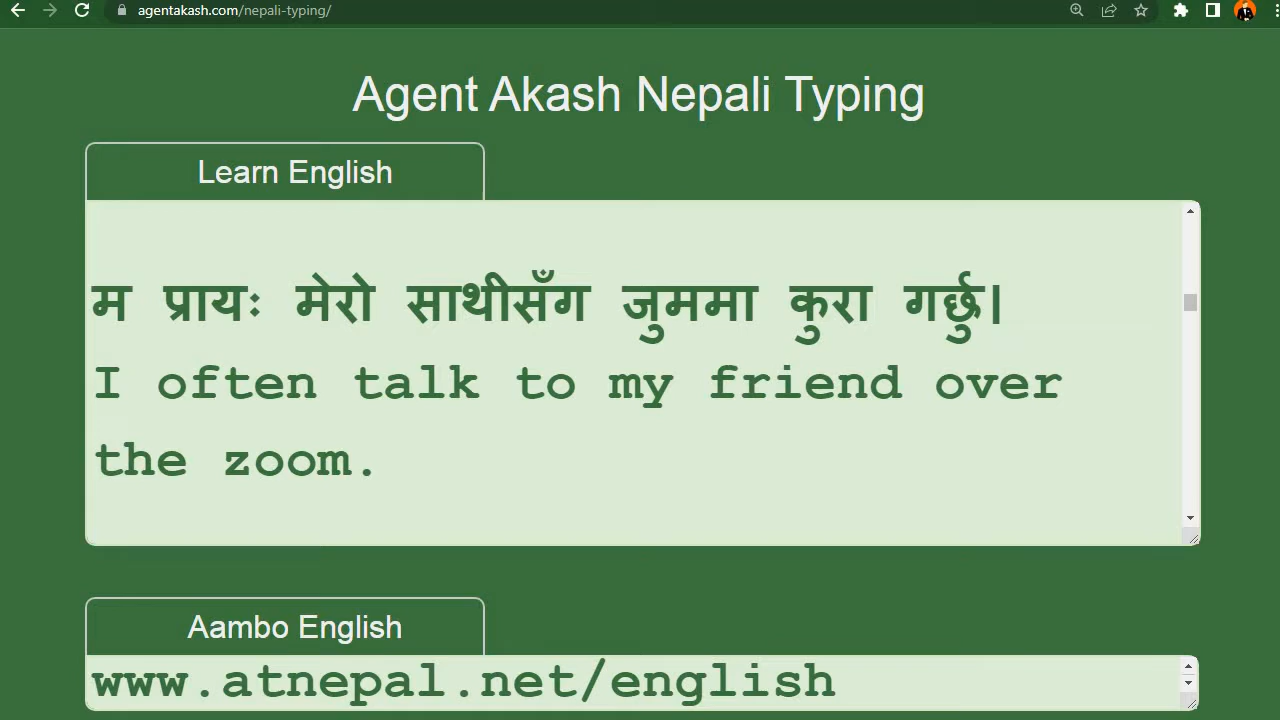 agentakash.com/nepali-typing/
Agent Akash Nepali Typing
Learn English
म प्रायः मेरो साथीसँग जुममा कुरा गर्छु।
I often talk to my friend over
the zoom.
Aambo English
www.atnepal.net/english